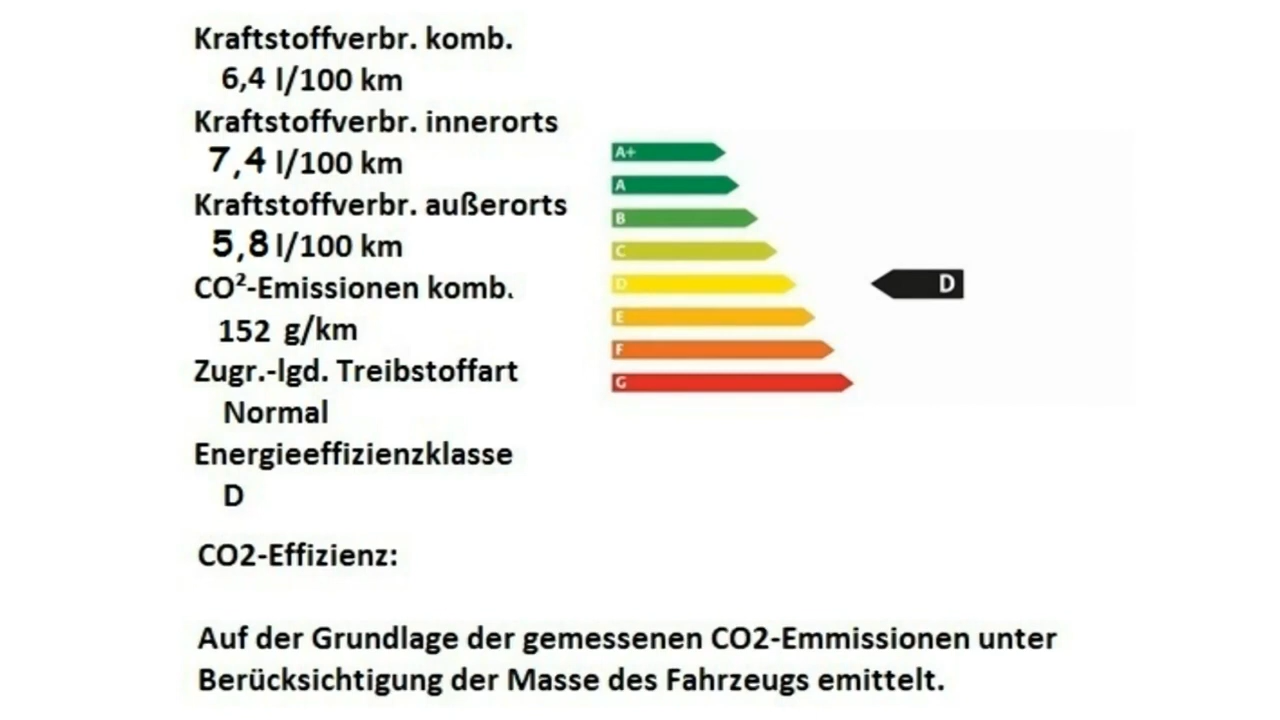 Kraftstoffverbr. komb.
6,4 l/100 km
Kraftstoffverbr. innerorts
7,4 l/100 km
Kraftstoffverbr. außerorts
5,8 l/100 km
CO²-Emissionen komb.
152 g/km
Zugr.-lgd. Treibstoffart
Normal
Energieeffizienzklasse
D
A+
A
B
C
D
E
F
G
D
CO2-Effizienz:
Auf der Grundlage der gemessenen CO2-Emmissionen unter
Berücksichtigung der Masse des Fahrzeugs emittelt.